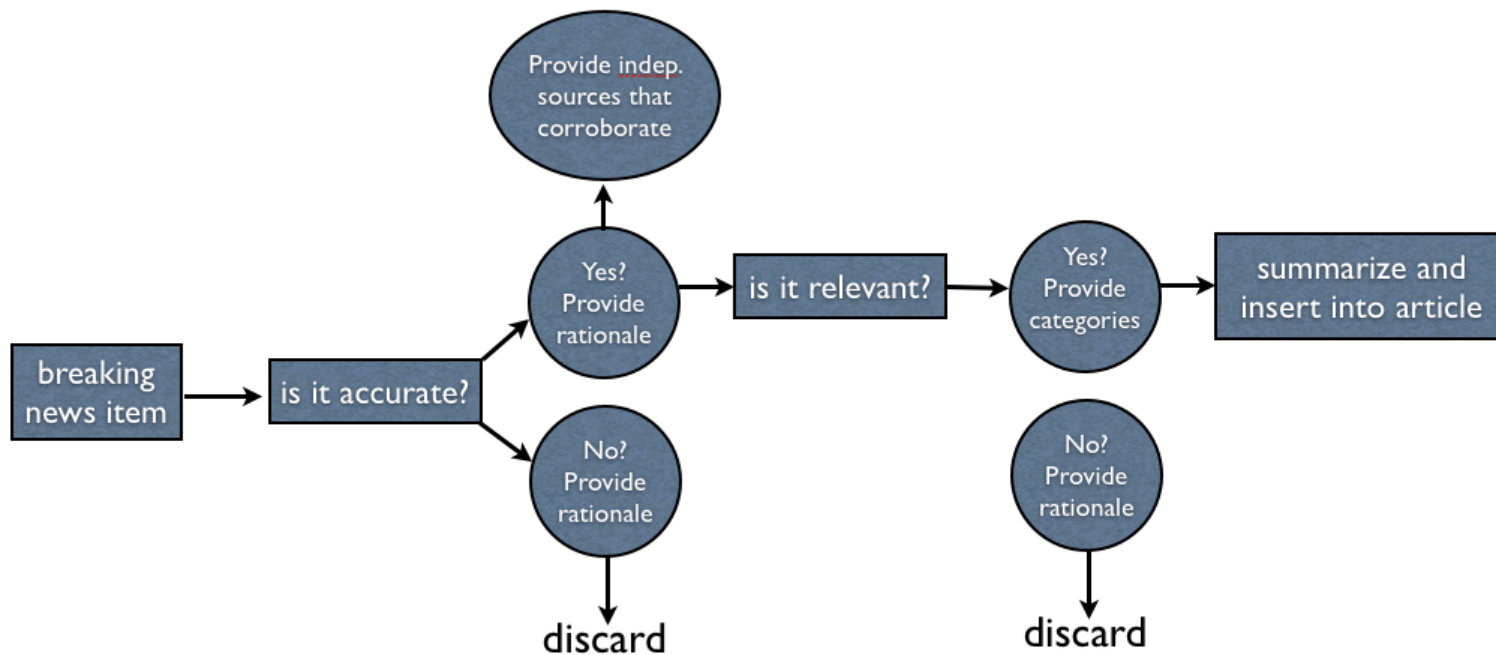 breaking
news item
is it accurate?
Provide indep.
sources that
corroborate
Yes?
Provide
rationale
No?
Provide
rationale
discard
is it relevant?
Yes?
Provide
categories
No?
Provide
rationale
discard
summarize and
insert into article